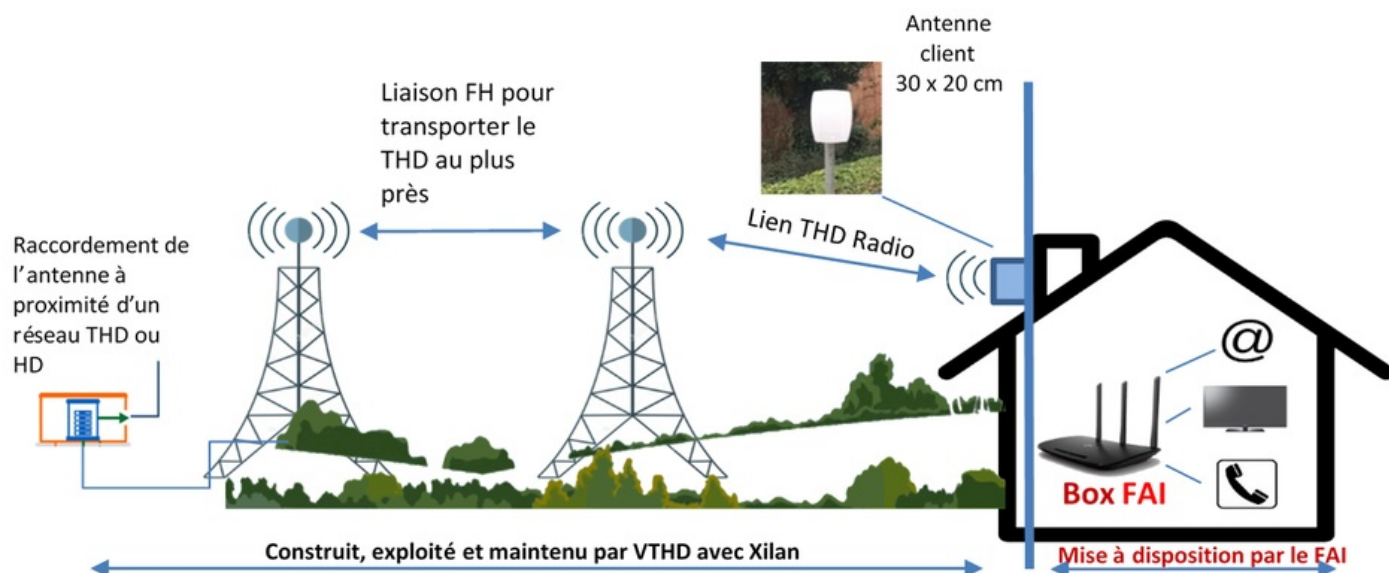 Antenne
client
30 x 20 cm
Liaison FH pour
transporter le
THD au plus
près
Lien THD Radio
Raccordement de
l’antenne à
proximité d’un
réseau THD ou
HD
@
Box FAI
Construit, exploité et maintenu par VTHD avec Xilan
Mise à disposition par le FAI